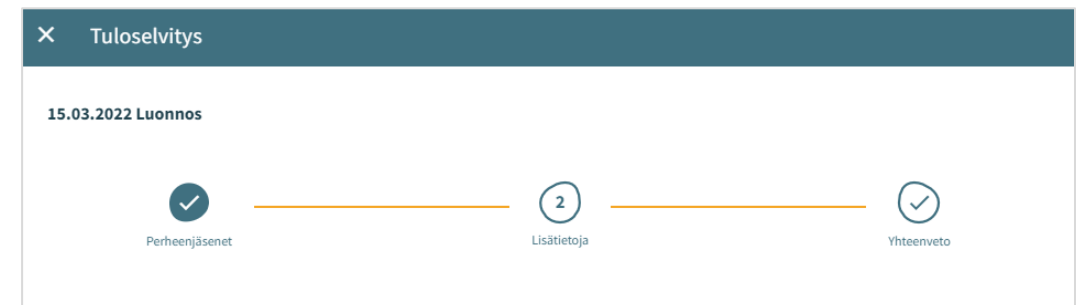 Tuloselvitys
15.03.2022 Luonnos
2
Perheenjäsenet
Lisätietoja
Yhteenveto